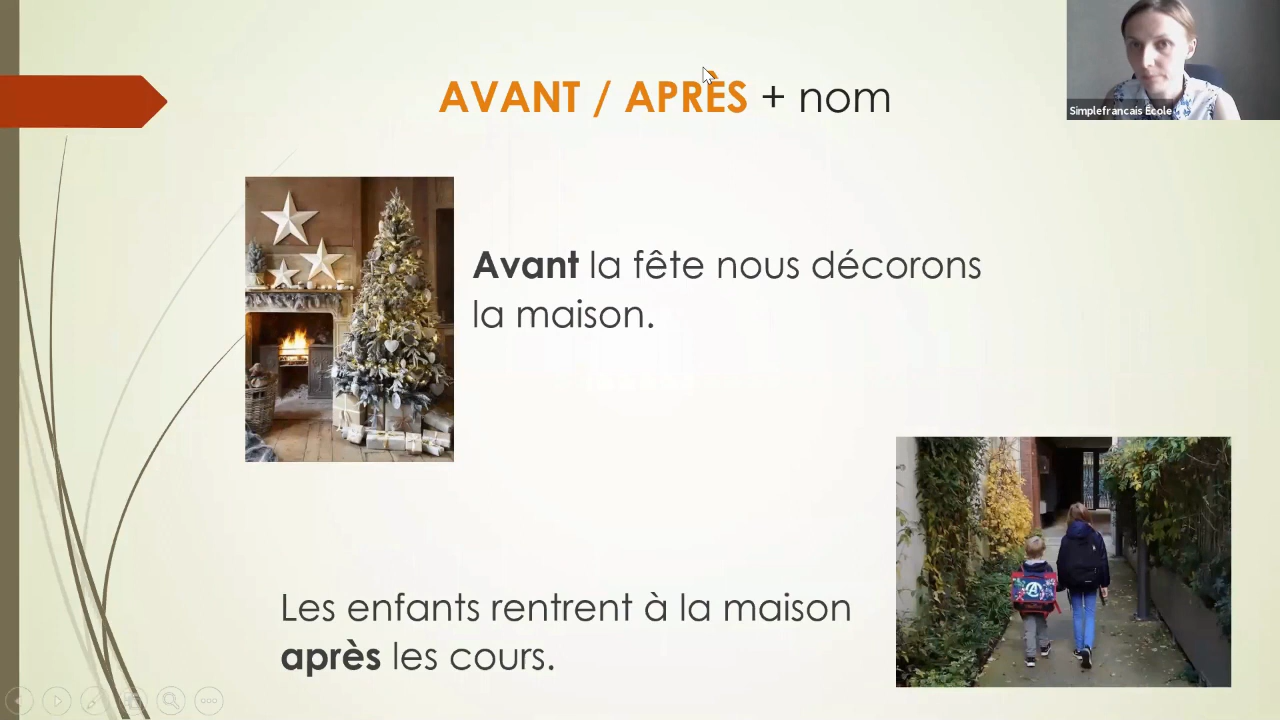 AVANT / APRÈS + nom
Simplefrancais École
Avant la fête nous décorons
la maison.
Les enfants rentrent à la maison
après les cours.